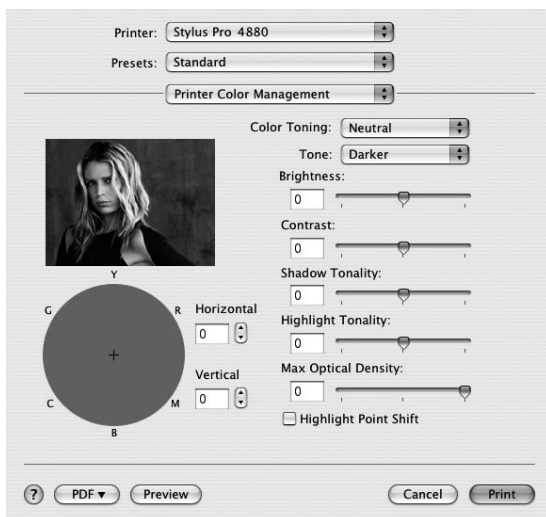 Printer: Stylus Pro 4880
Presets: Standard
Printer Color Management
Color Toning: Neutral
Tone: Darker
Brightness:
0
Contrast:
0
Shadow Tonality:
0
Highlight Tonality:
0
Max Optical Density:
0
Highlight Point Shift
Y
G R
C M
B
Horizontal
0
Vertical
0
? PDF Preview Cancel Print